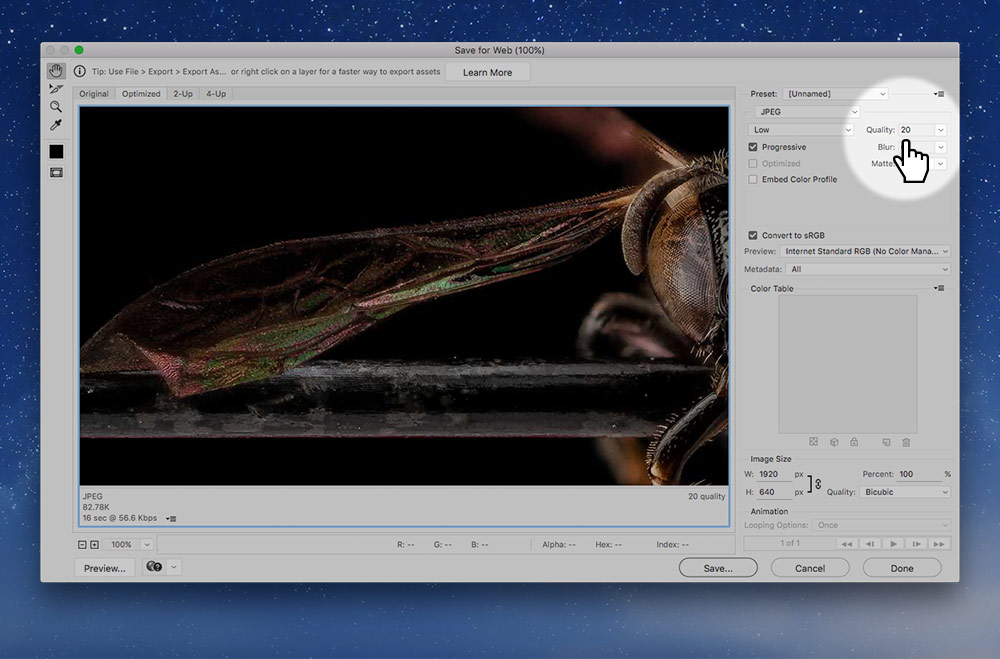 Save for Web (100%)
Tip: Use File > Export > Export As... or right click on a layer for a faster way to export assets
Learn More
Original Optimized 2-Up 4-Up
Preset: [Unnamed]
JPEG
Low Quality: 20
Progressive Blur:
Optimized Matte:
Embed Color Profile
Convert to sRGB
Preview: Internet Standard RGB (No Color Mana...
Metadata: All
Color Table
Image Size
W: 1920 px Percent: 100 %
H: 640 px Quality: Bicubic
Animation
Looping Options: Once
1 of 1
JPEG 20 quality
82.78K
16 sec @ 56.6 Kbps
100% R: -- G: -- B: -- Alpha: -- Hex: -- Index: --
Preview... Save... Cancel Done